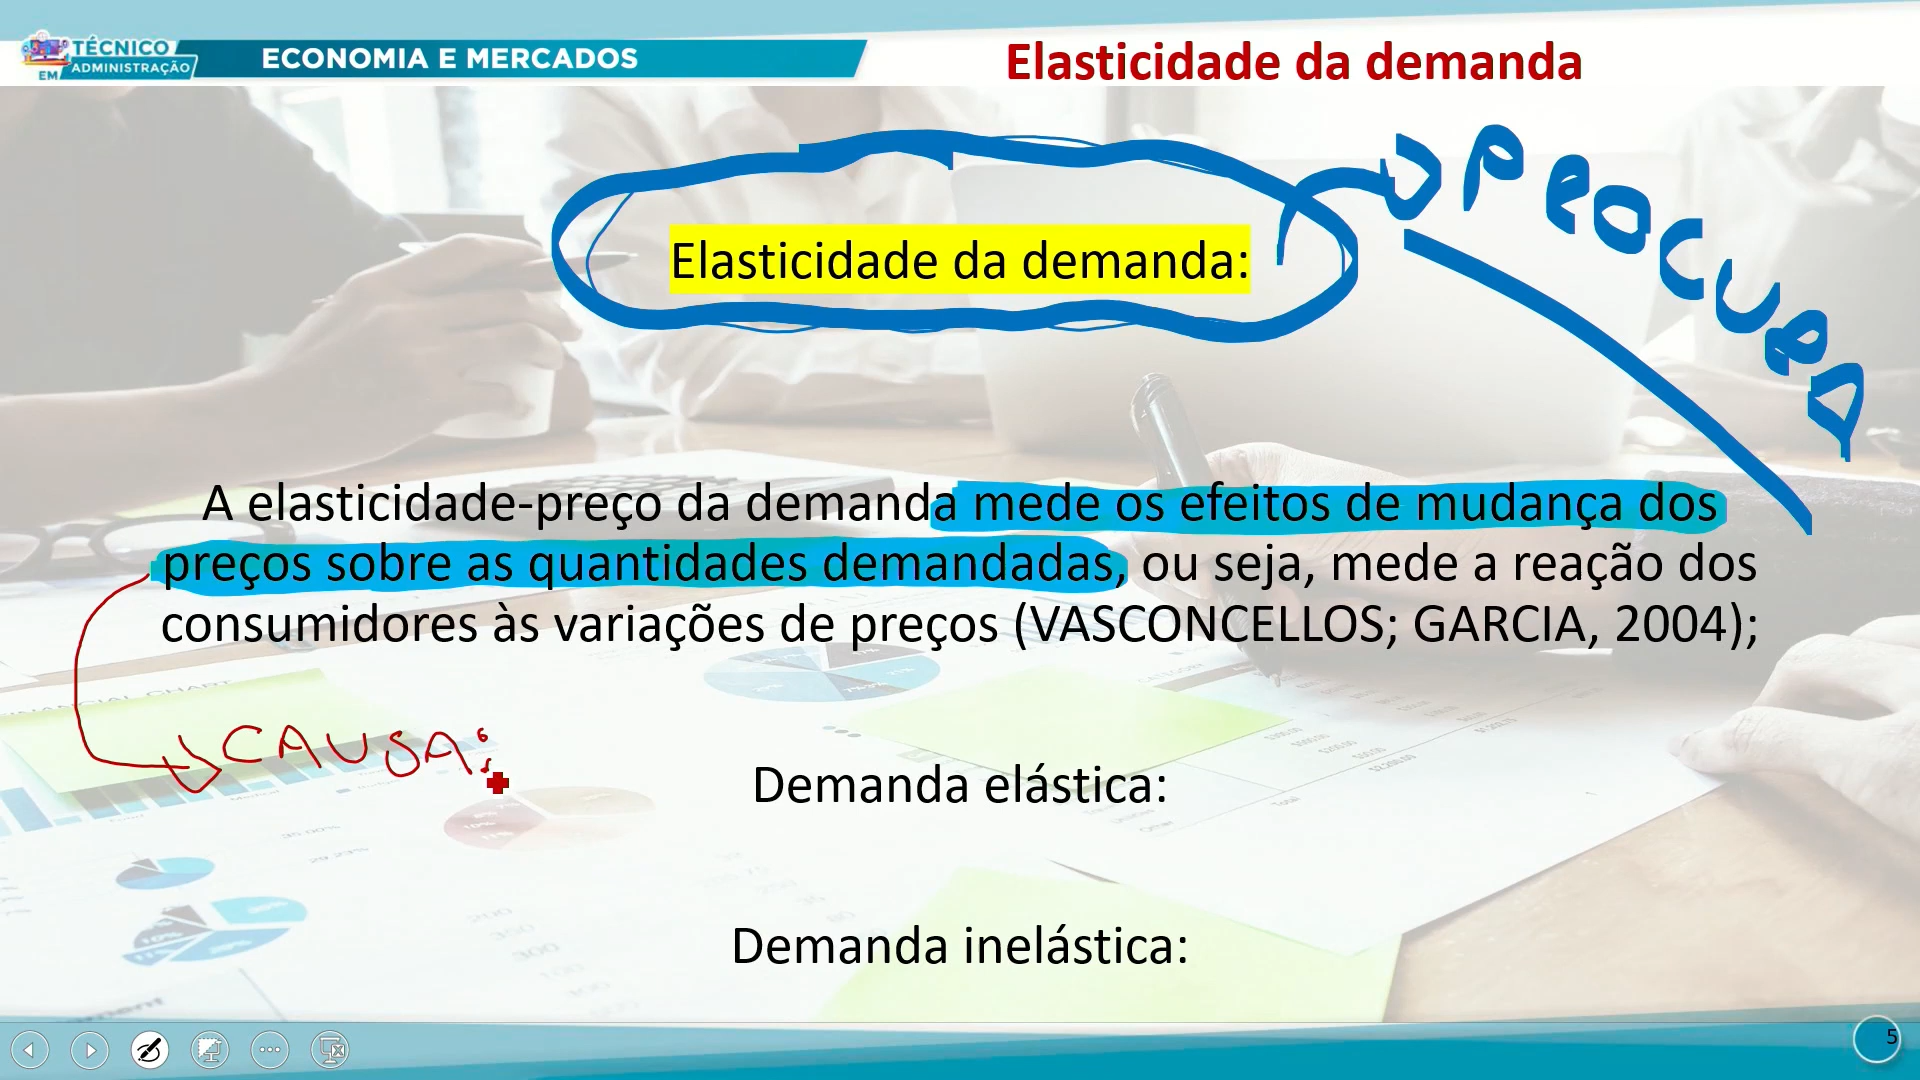 TÉCNICO
EM ADMINISTRAÇÃO
ECONOMIA E MERCADOS
Elasticidade da demanda
PROCURA
Elasticidade da demanda:
A elasticidade-preço da demanda mede os efeitos de mudança dos
preços sobre as quantidades demandadas, ou seja, mede a reação dos
consumidores às variações de preços (VASCONCELLOS; GARCIA, 2004);
CAUSA:
Demanda elástica:
Demanda inelástica:
5